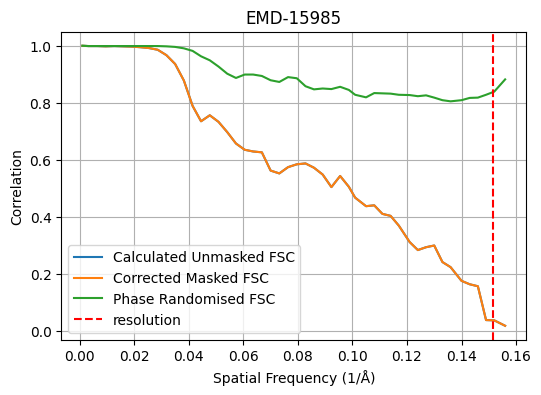 EMD-15985
1.0
0.8
0.6
0.4
0.2
0.0
Correlation
Calculated Unmasked FSC
Corrected Masked FSC
Phase Randomised FSC
resolution
0.00 0.02 0.04 0.06 0.08 0.10 0.12 0.14 0.16
Spatial Frequency (1/Å)